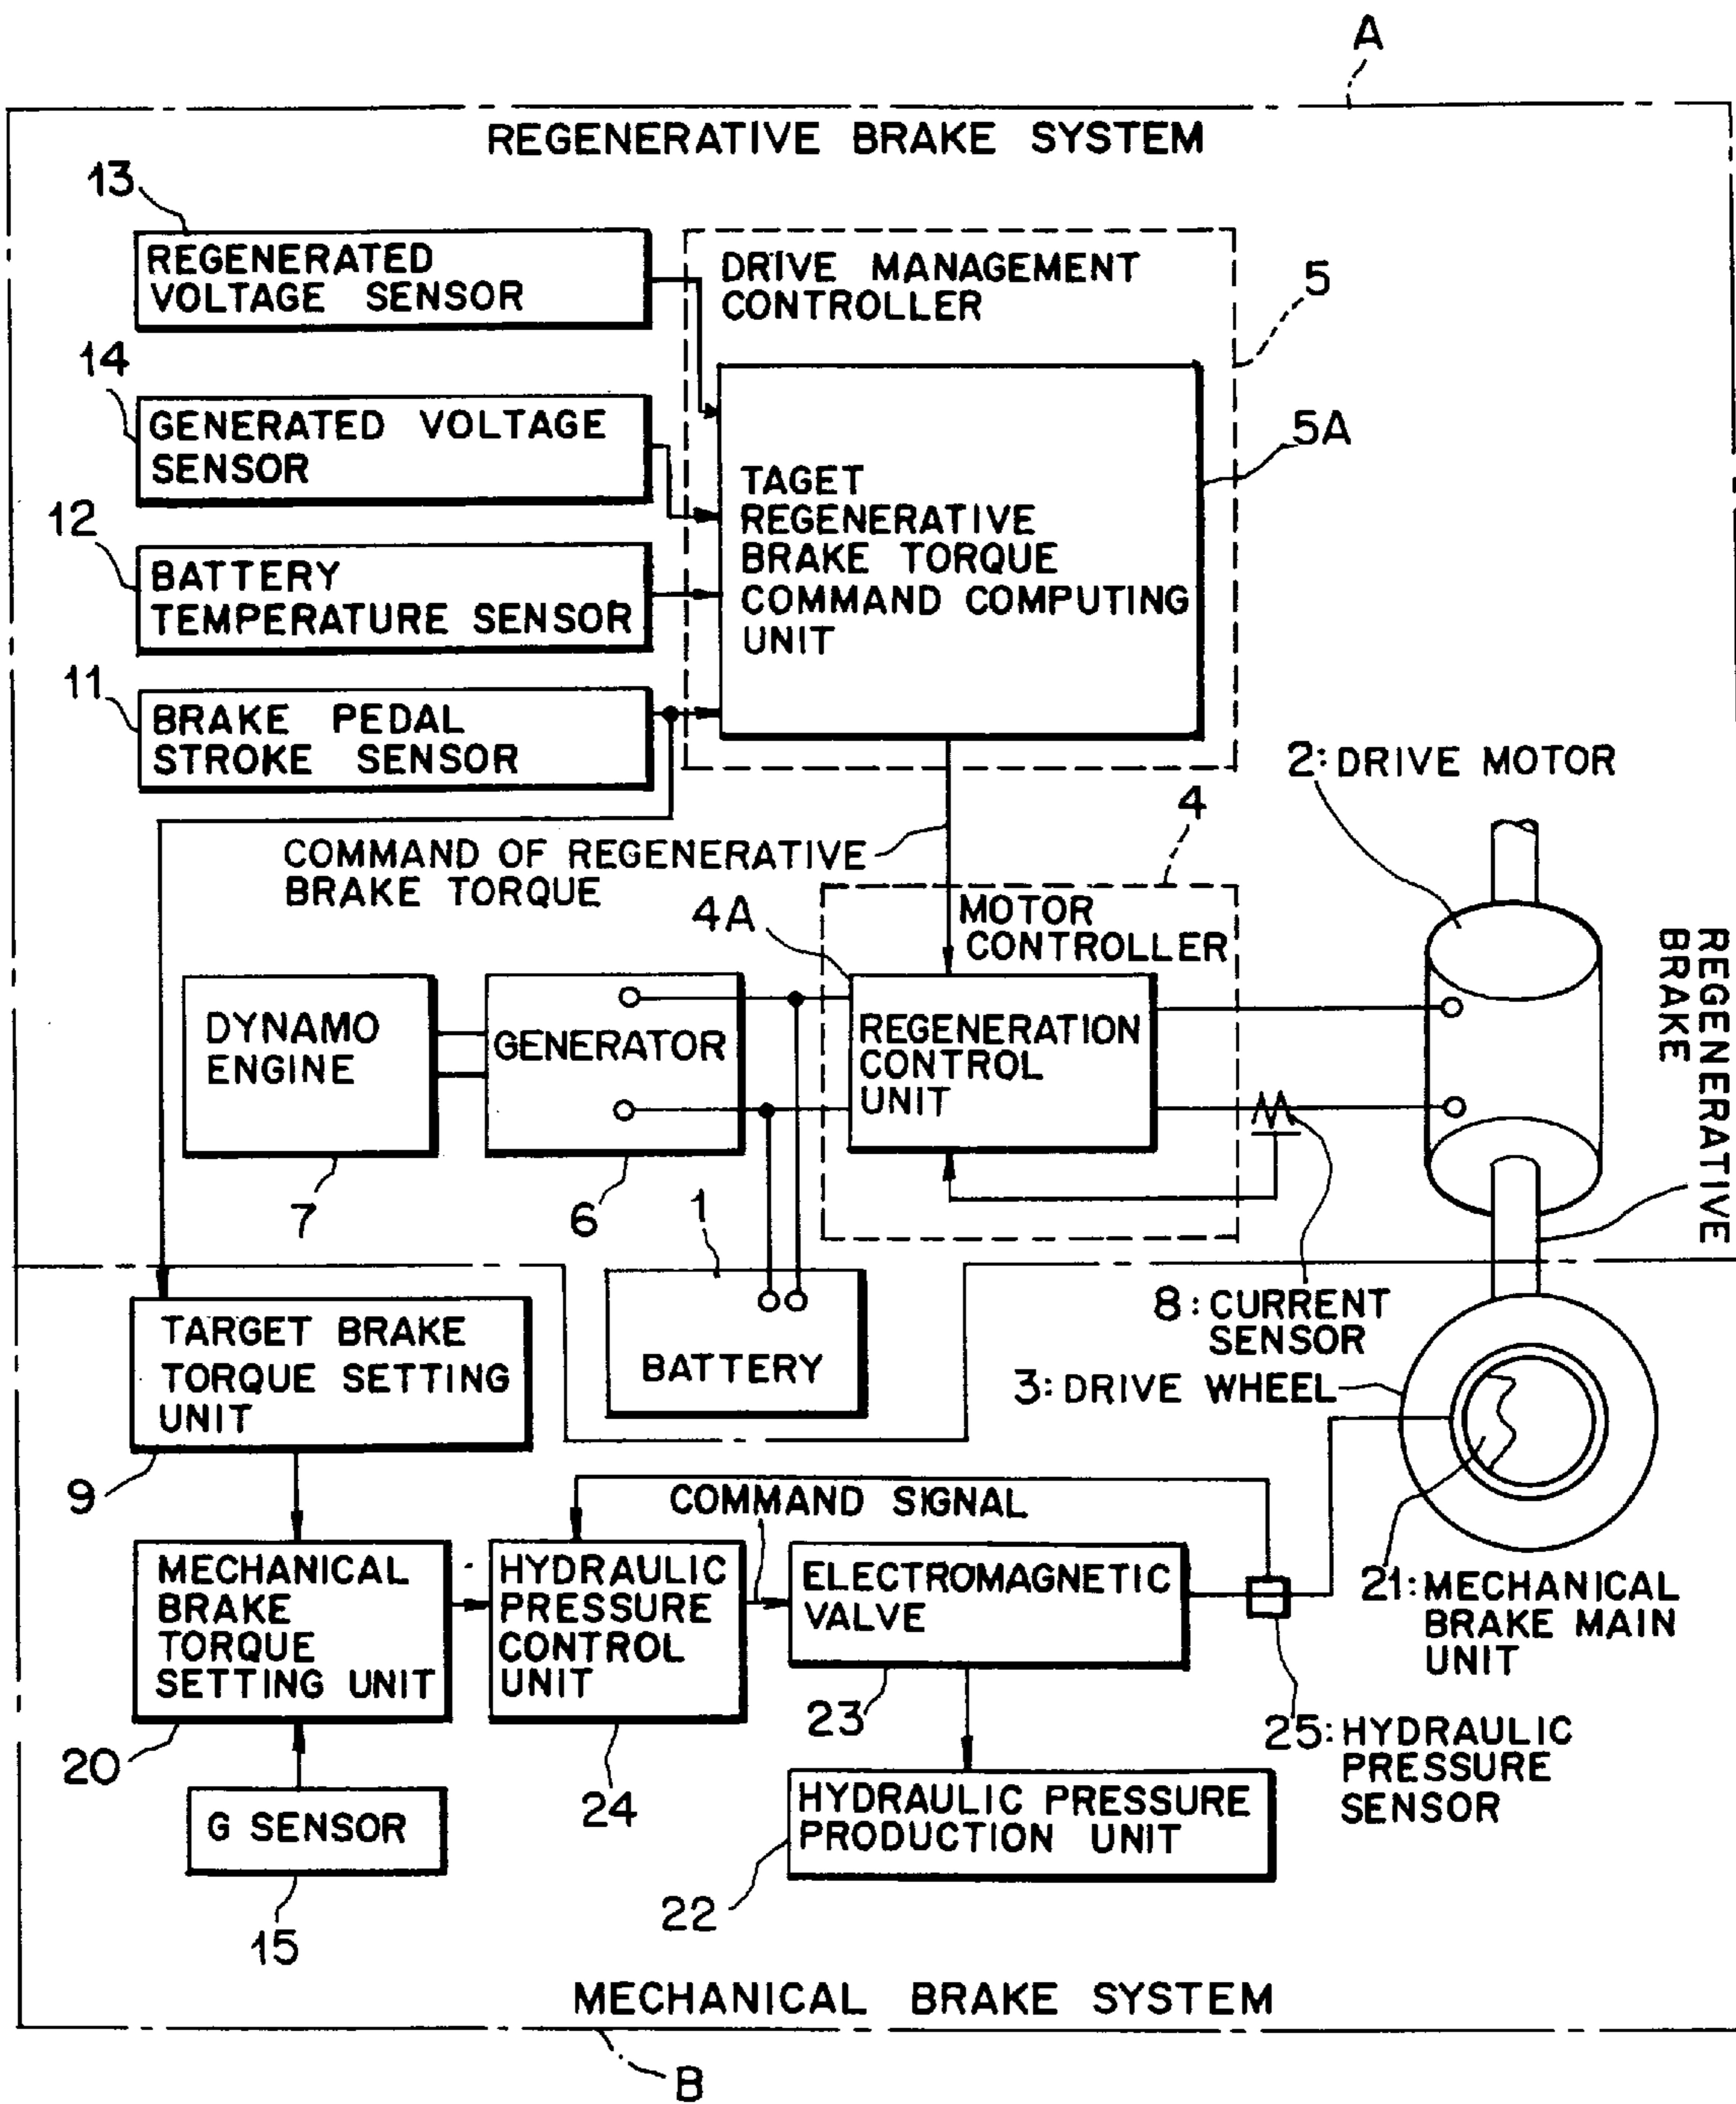 A
REGENERATIVE BRAKE SYSTEM
13
REGENERATED
VOLTAGE SENSOR
DRIVE MANAGEMENT
CONTROLLER
5
14
GENERATED VOLTAGE
SENSOR
5A
TAGET
REGENERATIVE
BRAKE TORQUE
COMMAND COMPUTING
UNIT
12
BATTERY
TEMPERATURE SENSOR
11
BRAKE PEDAL
STROKE SENSOR
2: DRIVE MOTOR
4
COMMAND OF REGENERATIVE
BRAKE TORQUE
4A
MOTOR
CONTROLLER
REGENERATIVE
BRAKE
DYNAMO
ENGINE
GENERATOR
REGENERATION
CONTROL
UNIT
7
6
1
8: CURRENT
SENSOR
TARGET BRAKE
TORQUE SETTING
UNIT
BATTERY
3: DRIVE WHEEL
9
COMMAND SIGNAL
MECHANICAL
BRAKE
TORQUE
SETTING UNIT
HYDRAULIC
PRESSURE
CONTROL
UNIT
ELECTROMAGNETIC
VALVE
21: MECHANICAL
BRAKE MAIN
UNIT
20
24
23
25: HYDRAULIC
PRESSURE
SENSOR
G SENSOR
HYDRAULIC PRESSURE
PRODUCTION UNIT
15
22
MECHANICAL BRAKE SYSTEM
B